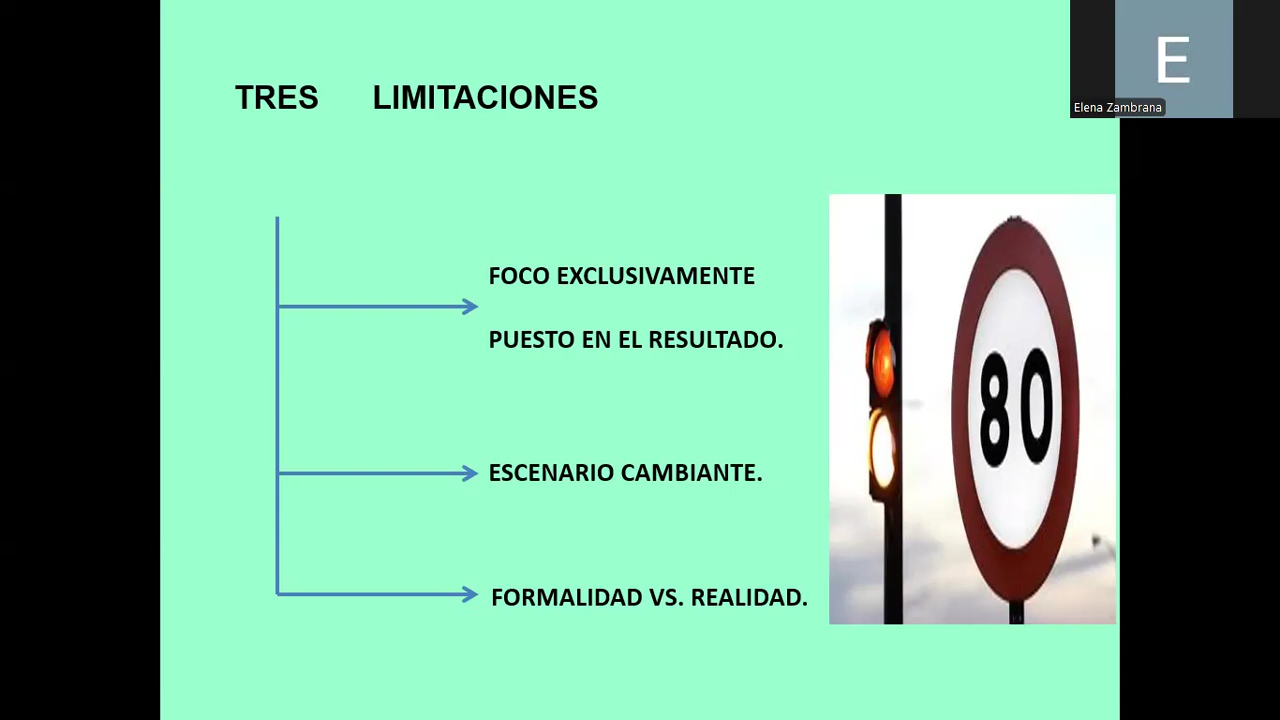 TRES LIMITACIONES
E
Elena Zambrana
FOCO EXCLUSIVAMENTE
PUESTO EN EL RESULTADO.
80
ESCENARIO CAMBIANTE.
FORMALIDAD VS. REALIDAD.